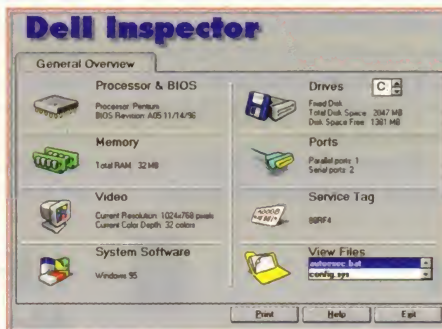 Dell Inspector
General Overview
Processor & BIOS
Processor: Pentium
BIOS Revision: A05 11/14/96
Memory
Total RAM: 32 MB
Video
Current Resolution: 1024x768 pixels
Current Color Depth: 32 colors
System Software
Windows 95
Drives
C
Fixed Disk
Total Disk Space: 2047 MB
Disk Space Free: 1381 MB
Ports
Parallel ports: 1
Serial ports: 2
Service Tag
View Files
autoexec.bat
config.sys
Print
Help
Exit